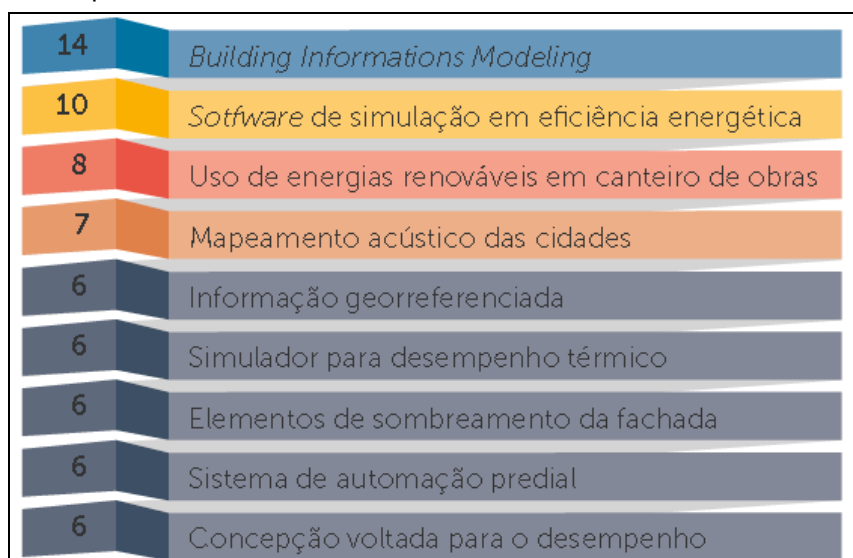 14 Building Informations Modeling
10 Sotfware de simulação em eficiência energética
8 Uso de energias renováveis em canteiro de obras
7 Mapeamento acústico das cidades
6 Informação georreferenciada
6 Simulador para desempenho térmico
6 Elementos de sombreamento da fachada
6 Sistema de automação predial
6 Concepção voltada para o desempenho